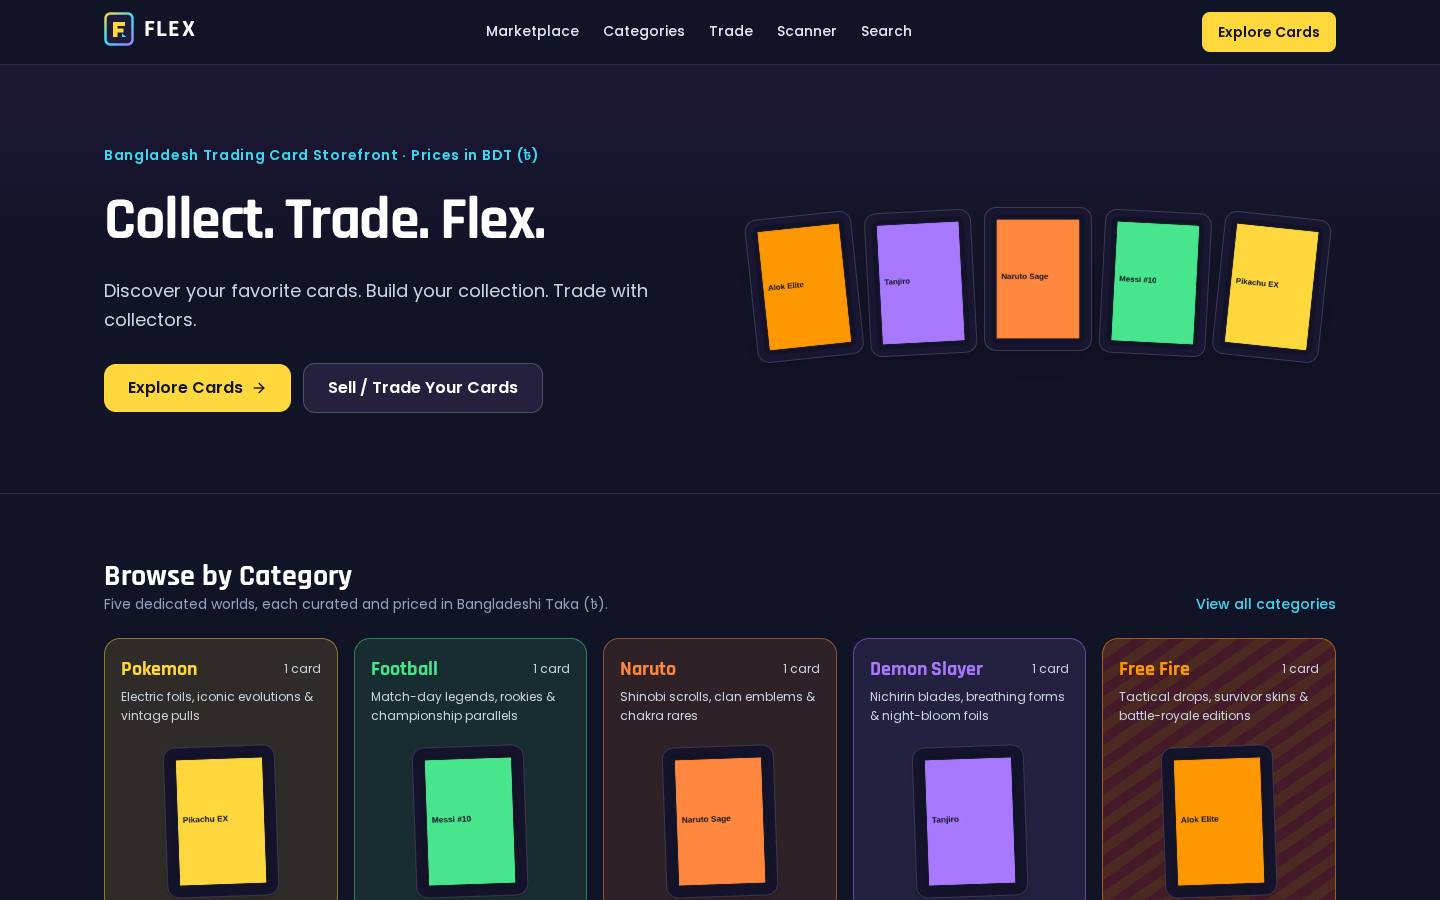 F FLEX
Marketplace Categories Trade Scanner Search
Explore Cards
Bangladesh Trading Card Storefront · Prices in BDT (৳)
Collect. Trade. Flex.
Discover your favorite cards. Build your collection. Trade with
collectors.
Explore Cards →
Sell / Trade Your Cards
Alok Elite
Tanjiro
Naruto Sage
Messi #10
Pikachu EX
Browse by Category
Five dedicated worlds, each curated and priced in Bangladeshi Taka (৳).
View all categories
Pokemon 1 card
Electric foils, iconic evolutions &
vintage pulls
Pikachu EX
Football 1 card
Match-day legends, rookies &
championship parallels
Messi #10
Naruto 1 card
Shinobi scrolls, clan emblems &
chakra rares
Naruto Sage
Demon Slayer 1 card
Nichirin blades, breathing forms
& night-bloom foils
Tanjiro
Free Fire 1 card
Tactical drops, survivor skins &
battle-royale editions
Alok Elite